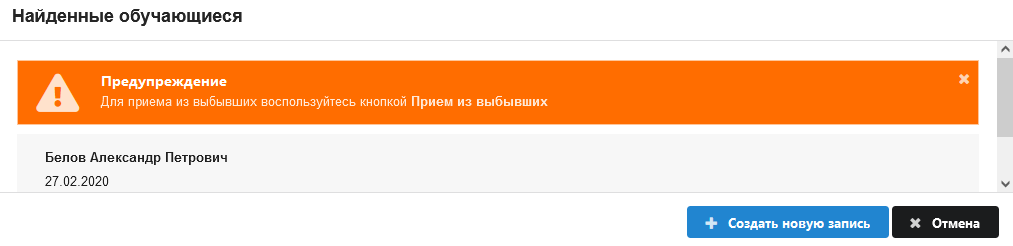 Найденные обучающиеся
Предупреждение
Для приема из выбывших воспользуйтесь кнопкой Прием из выбывших
Белов Александр Петрович
27.02.2020
Создать новую запись
Отмена